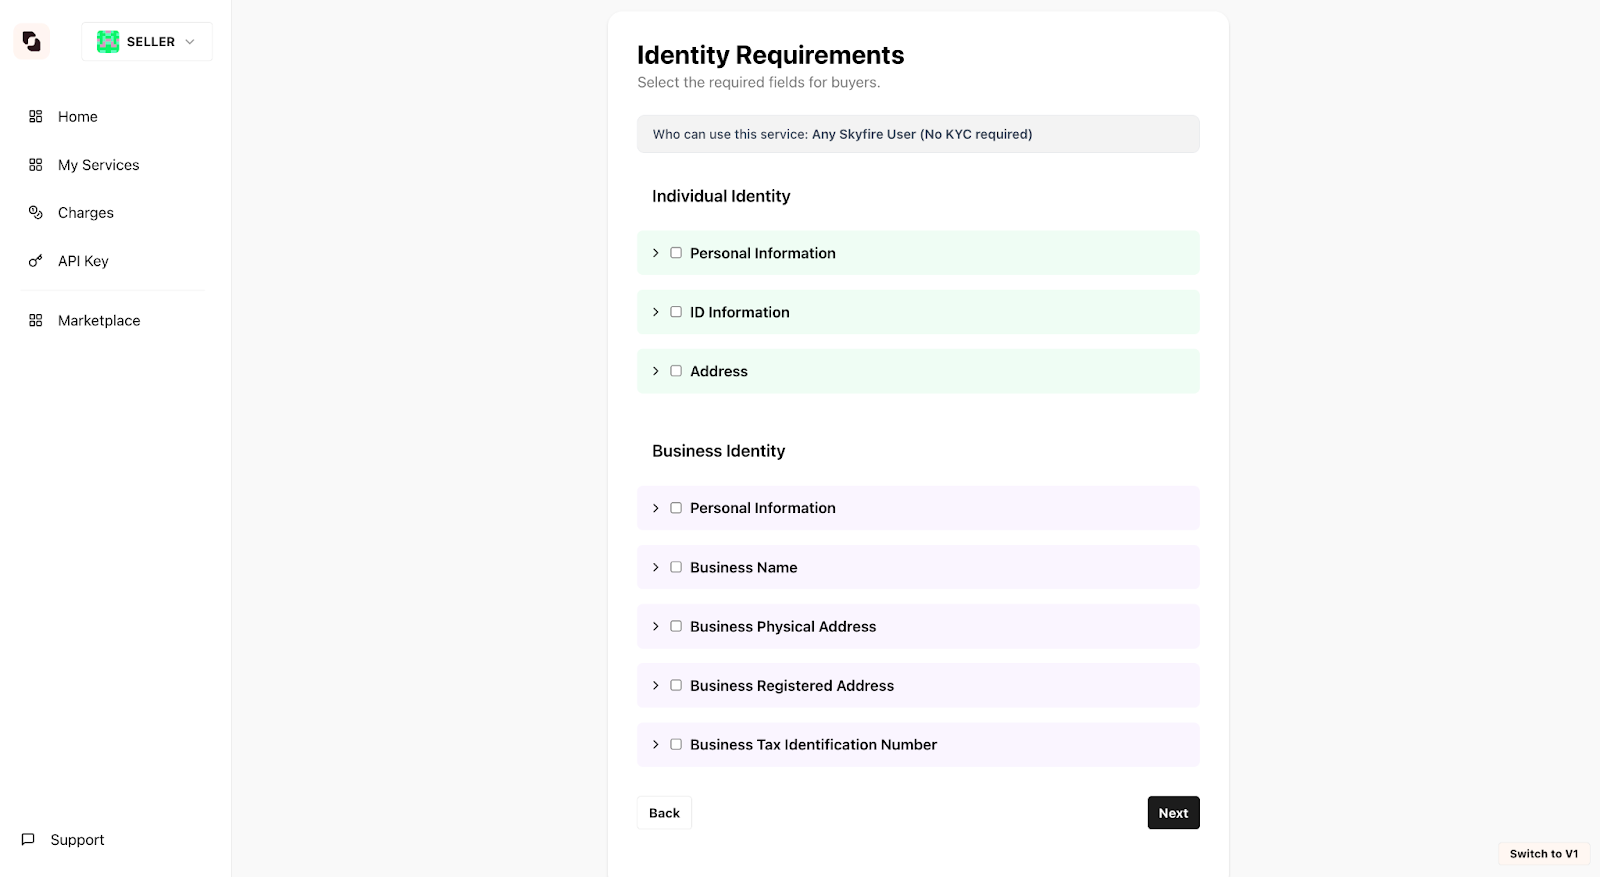 SELLER
Home
My Services
Charges
API Key
Marketplace
Support
Identity Requirements
Select the required fields for buyers.
Who can use this service: Any Skyfire User (No KYC required)
Individual Identity
Personal Information
ID Information
Address
Business Identity
Personal Information
Business Name
Business Physical Address
Business Registered Address
Business Tax Identification Number
Back
Next
Switch to V1